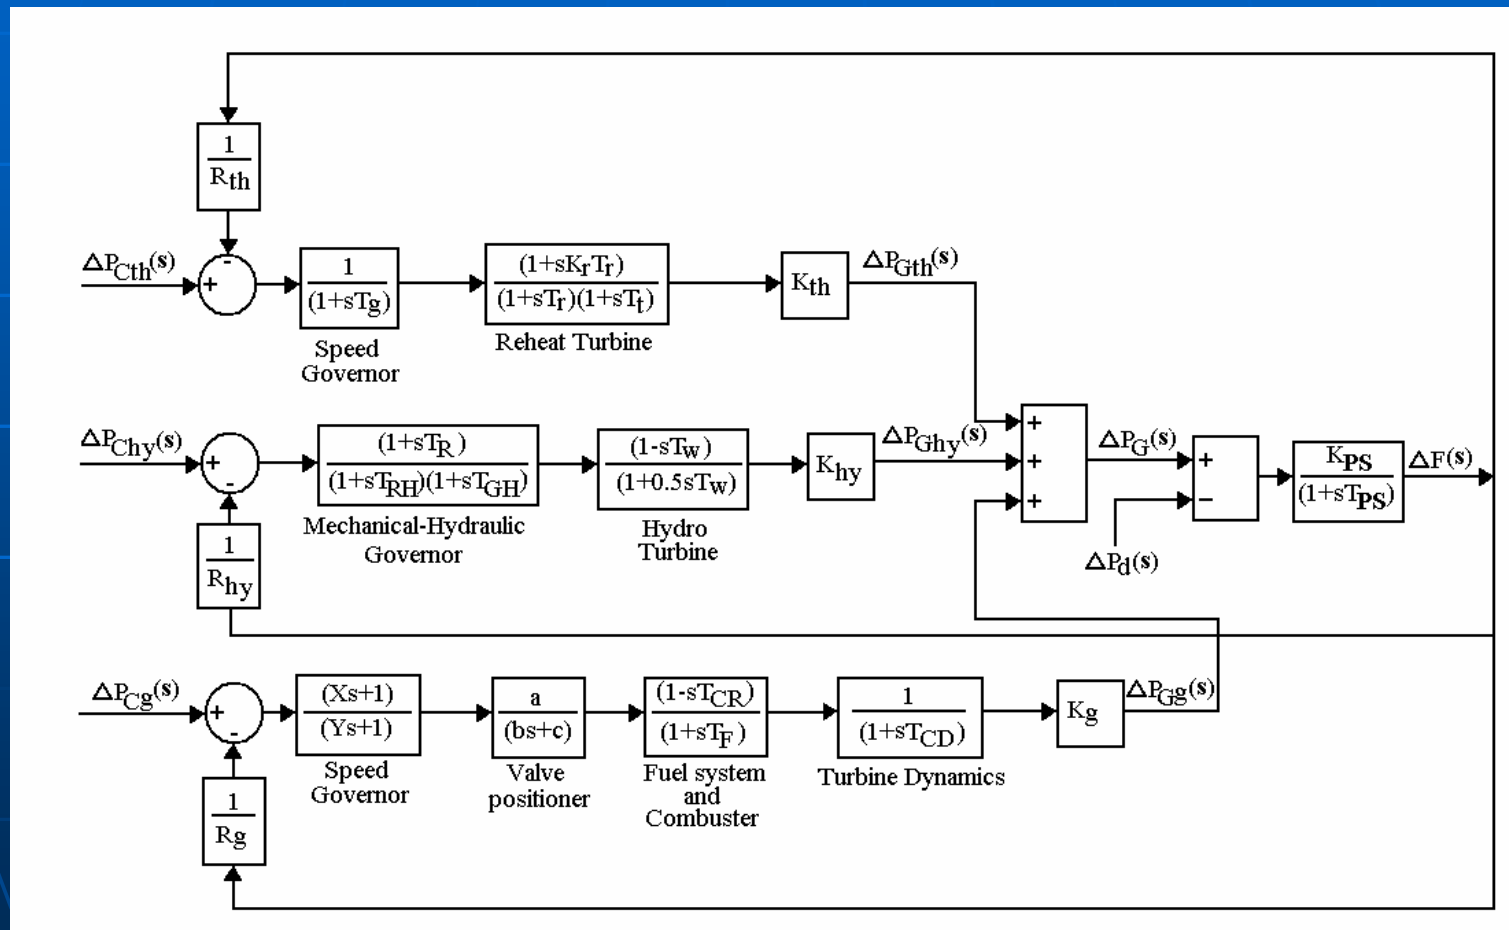 1
Rth
ΔPCth(s)
+
-
1
(1+sTg)
Speed
Governor
(1+sKrTr)
(1+sTr)(1+sTt)
Reheat Turbine
Kth
ΔPGth(s)
ΔPChy(s)
+
-
(1+sTR)
(1+sTRH)(1+sTGH)
Mechanical-Hydraulic
Governor
(1-sTw)
(1+0.5sTw)
Hydro
Turbine
Khy
ΔPGhy(s)
1
Rhy
+
+
+
ΔPG(s)
+
-
ΔPd(s)
KPS
(1+sTPS)
ΔF(s)
ΔPCg(s)
+
-
(Xs+1)
(Ys+1)
Speed
Governor
a
(bs+c)
Valve
positioner
(1-sTCR)
(1+sTF)
Fuel system
and
Combuster
1
(1+sTCD)
Turbine Dynamics
Kg
ΔPGg(s)
1
Rg